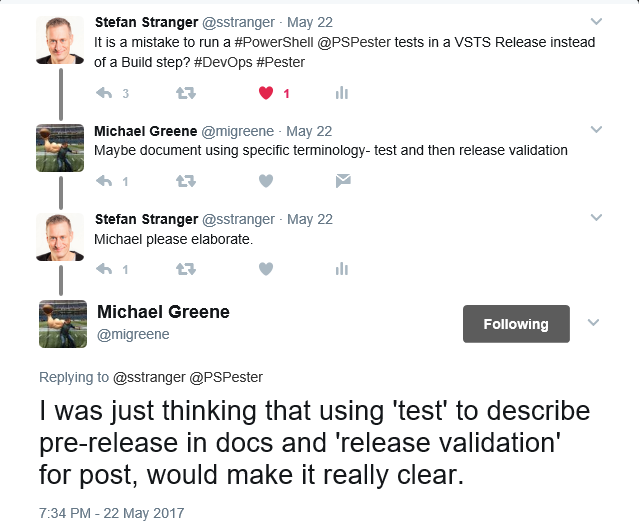 Stefan Stranger @sstranger · May 22
It is a mistake to run a #PowerShell @PSPester tests in a VSTS Release instead
of a Build step? #DevOps #Pester
3 1
Michael Greene @migreene · May 22
Maybe document using specific terminology- test and then release validation
1
Stefan Stranger @sstranger · May 22
Michael please elaborate.
1
Michael Greene
@migreene
Following
Replying to @sstranger @PSPester
I was just thinking that using 'test' to describe
pre-release in docs and 'release validation'
for post, would make it really clear.
7:34 PM - 22 May 2017